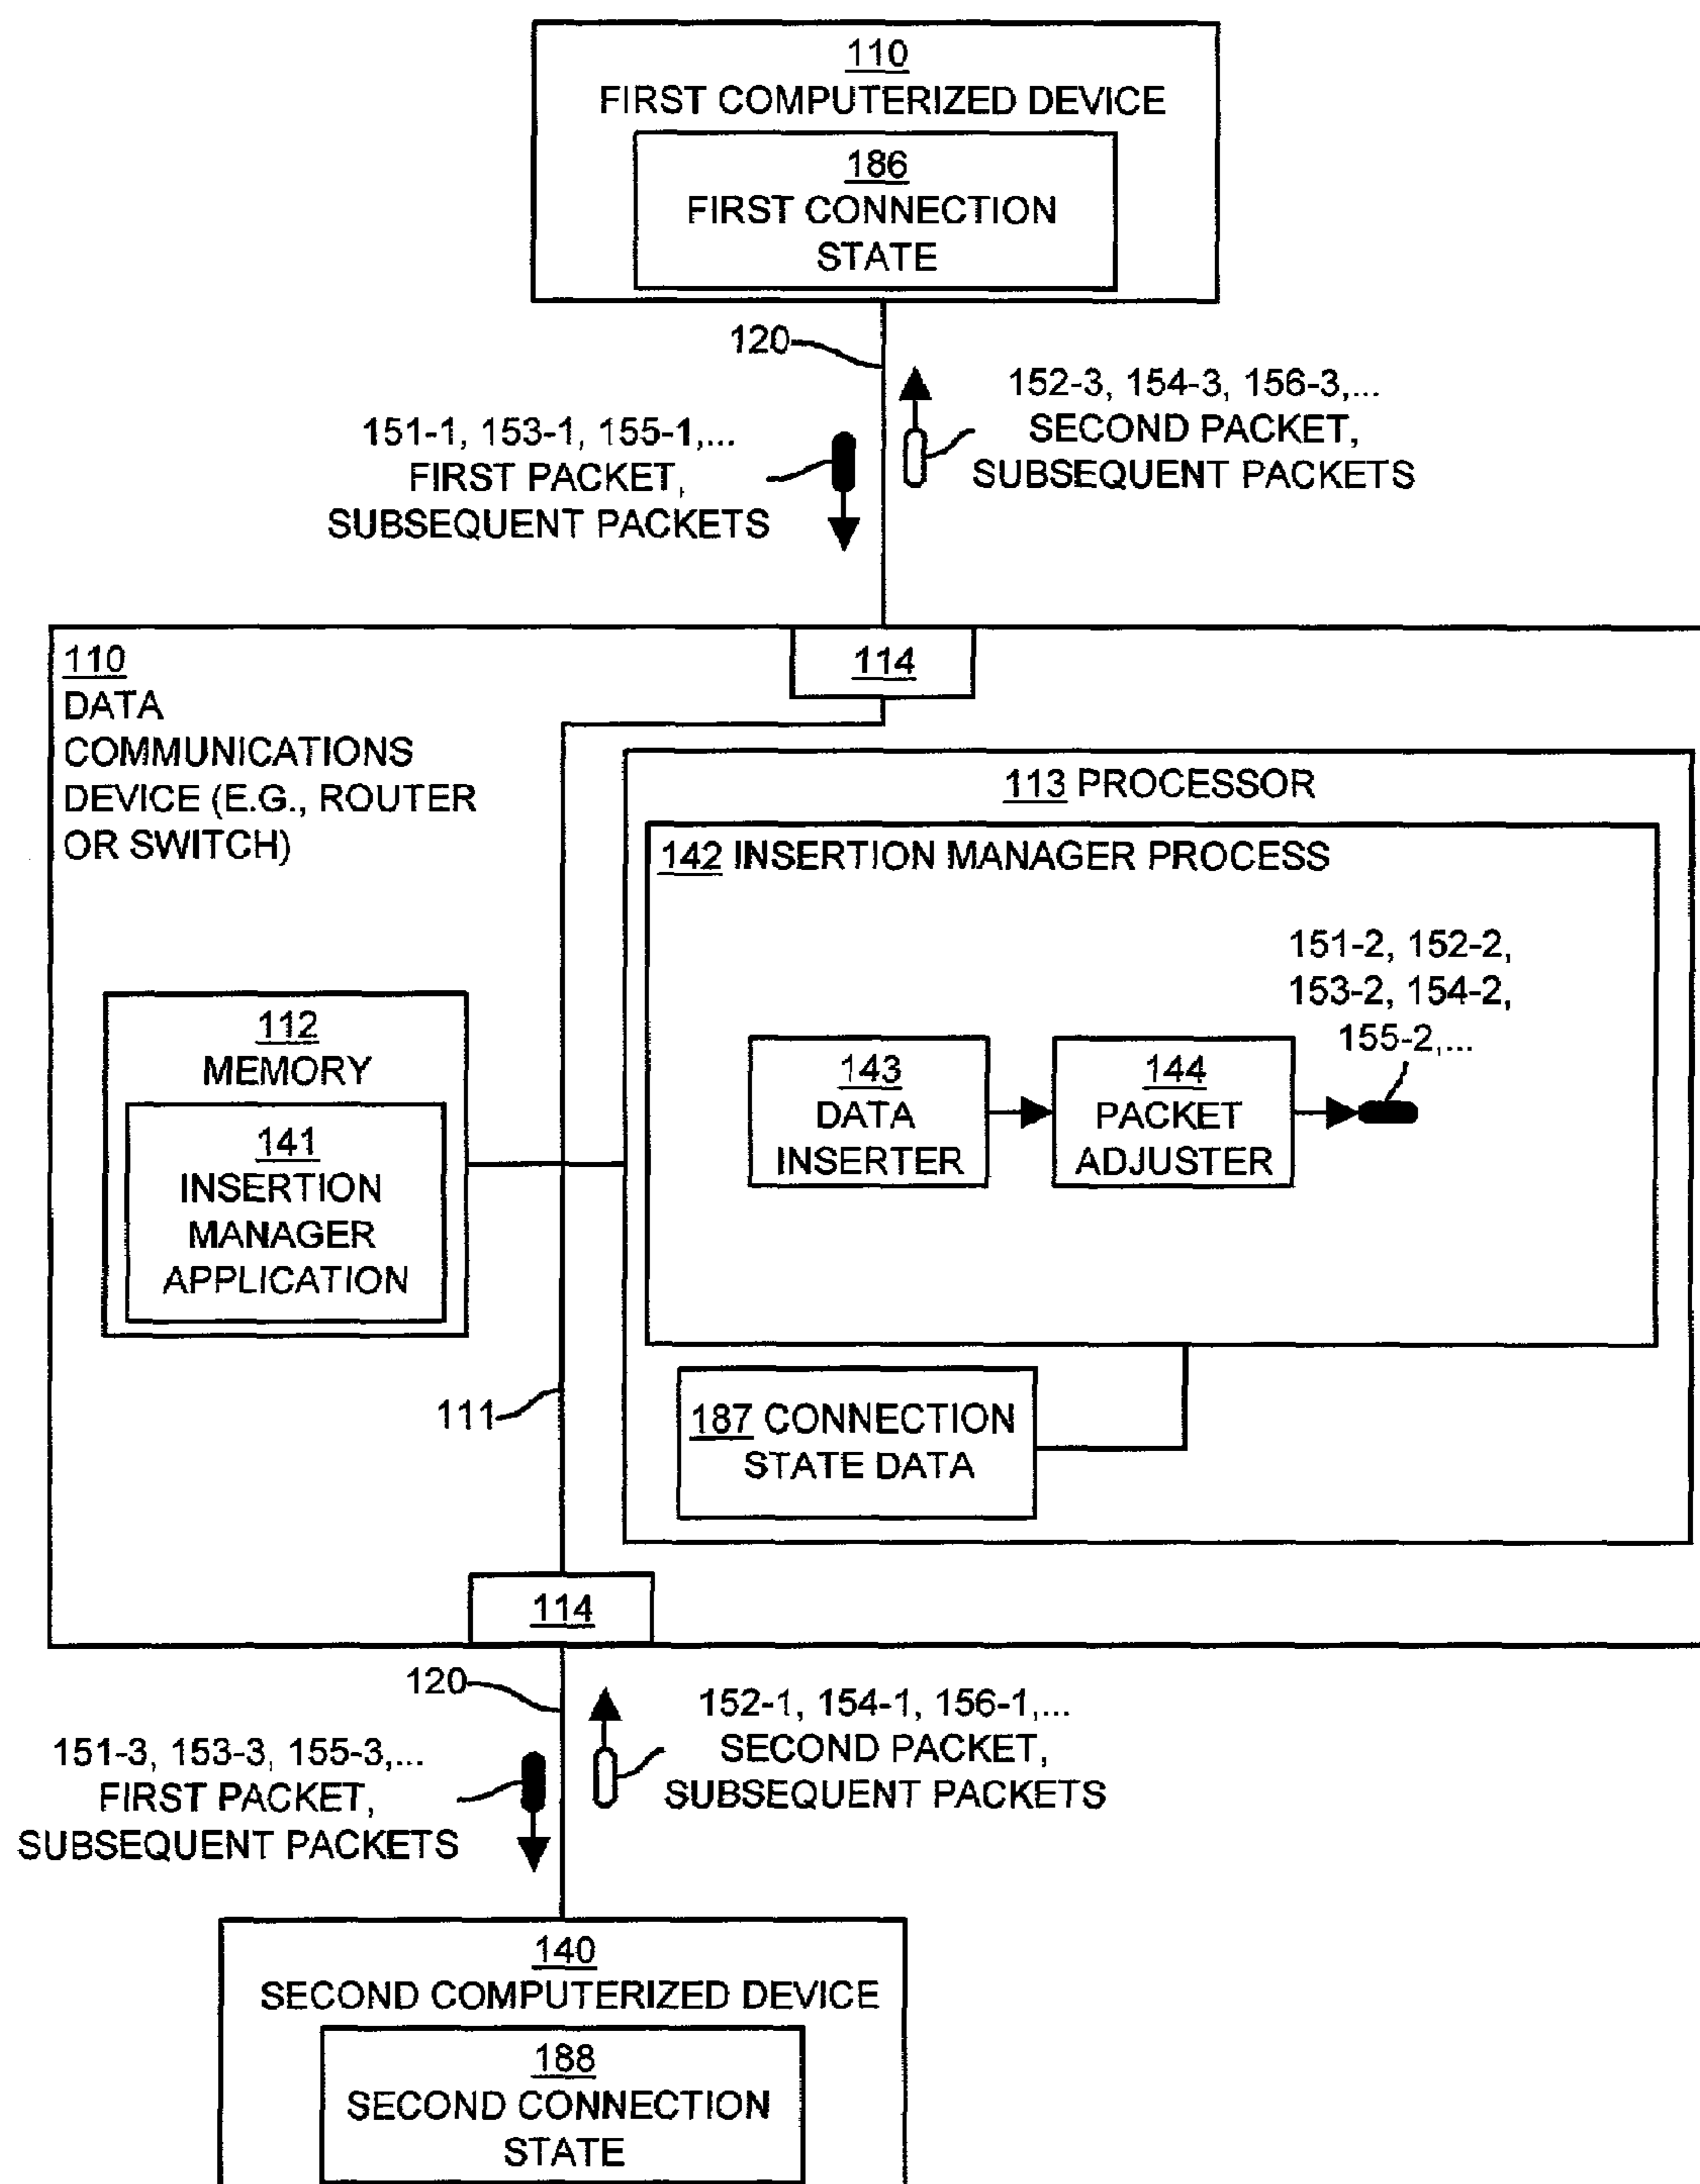 110
FIRST COMPUTERIZED DEVICE
186
FIRST CONNECTION
STATE
120
152-3, 154-3, 156-3,...
SECOND PACKET,
SUBSEQUENT PACKETS
151-1, 153-1, 155-1,...
FIRST PACKET,
SUBSEQUENT PACKETS
110
DATA
COMMUNICATIONS
DEVICE (E.G., ROUTER
OR SWITCH)
114
113 PROCESSOR
142 INSERTION MANAGER PROCESS
151-2, 152-2,
153-2, 154-2,
155-2,...
112
MEMORY
141
INSERTION
MANAGER
APPLICATION
143
DATA
INSERTER
144
PACKET
ADJUSTER
111
187 CONNECTION
STATE DATA
114
120
152-1, 154-1, 156-1,...
SECOND PACKET,
SUBSEQUENT PACKETS
151-3, 153-3, 155-3,...
FIRST PACKET,
SUBSEQUENT PACKETS
140
SECOND COMPUTERIZED DEVICE
188
SECOND CONNECTION
STATE